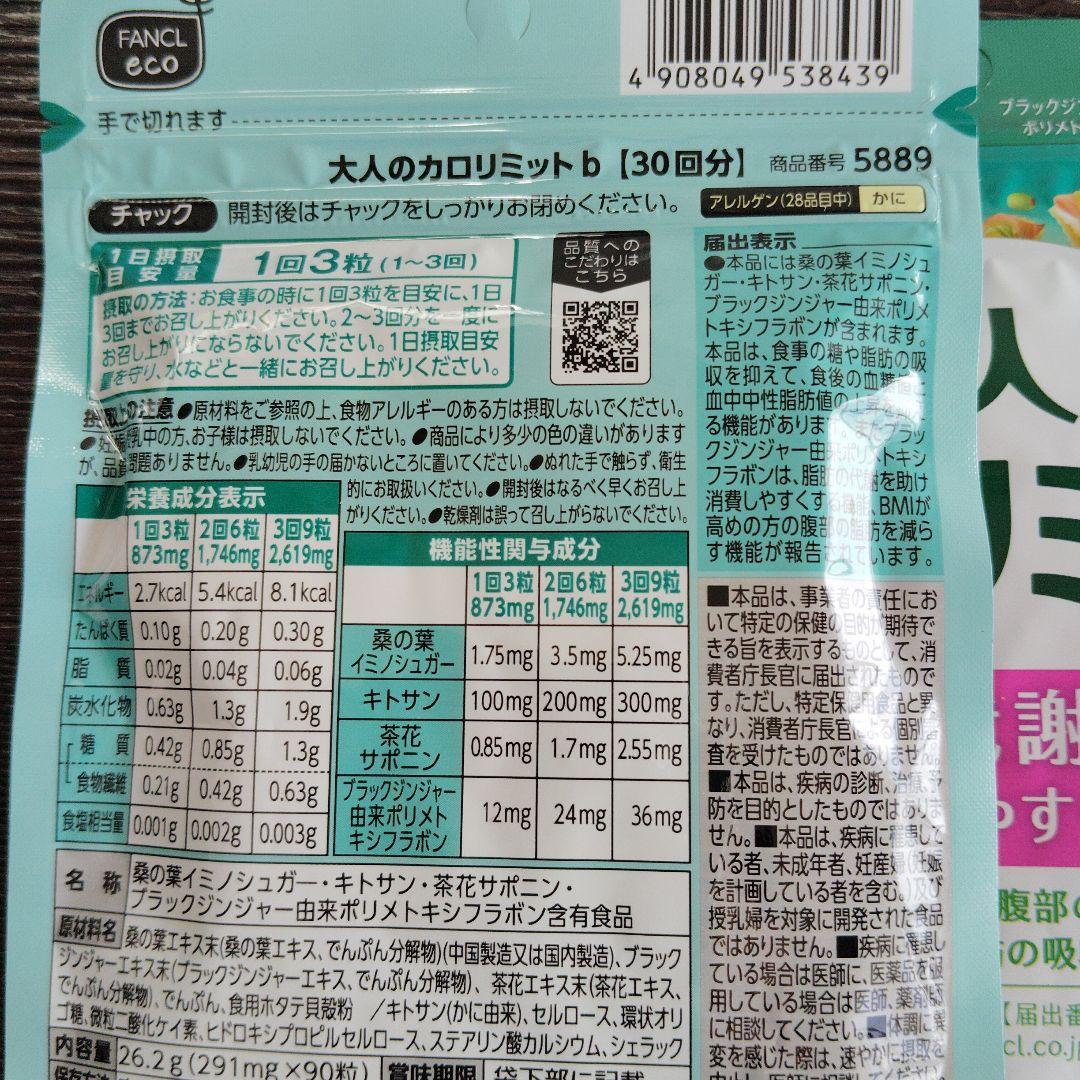 FANCL
eco
4 908049 538439
手で切れます
大人のカロリミットb【30回分】 商品番号 5889
チャック 開封後はチャックをしっかりお閉めください。
アレルゲン(28品目中) かに
1日摂取
目安量
1回3粒(1~3回)
摂取の方法:お食事の時に1回3粒を目安に、1日
3回までお召し上がりください。2~3回分を一度に
お召し上がりにならないでください。1日摂取目安
量を守り、水などと一緒にお召し上がりください。
品質への
こだわりは
こちら
摂取上の注意 ●原材料をご参照の上、食物アレルギーのある方は摂取しないでください。
●妊娠・授乳中の方、お子様は摂取しないでください。●商品により多少の色の違いがあります
が、品質に問題ありません。●乳幼児の手の届かないところに置いてください。●ぬれた手で触らず、衛生
的にお取扱いください。●開封後はなるべく早くお召し上
がりください。●乾燥剤は誤って召し上がらないでください。
栄養成分表示
1回3粒 2回6粒 3回9粒
873mg 1,746mg 2,619mg
エネルギー 2.7kcal 5.4kcal 8.1kcal
たんぱく質 0.10g 0.20g 0.30g
脂質 0.02g 0.04g 0.06g
炭水化物 0.63g 1.3g 1.9g
糖質 0.42g 0.85g 1.3g
食物繊維 0.21g 0.42g 0.63g
食塩相当量 0.001g 0.002g 0.003g
機能性関与成分
1回3粒 2回6粒 3回9粒
873mg 1,746mg 2,619mg
桑の葉
イミノシュガー 1.75mg 3.5mg 5.25mg
キトサン 100mg 200mg 300mg
茶花
サポニン 0.85mg 1.7mg 2.55mg
ブラックジンジャー
由来ポリメト
キシフラボン 12mg 24mg 36mg
名称 桑の葉イミノシュガー・キトサン・茶花サポニン・
ブラックジンジャー由来ポリメトキシフラボン含有食品
原材料名 桑の葉エキス末(桑の葉エキス、でんぷん分解物)(中国製造又は国内製造)、ブラック
ジンジャーエキス末(ブラックジンジャーエキス、でんぷん分解物)、茶花エキス末(茶花エキス、
でんぷん分解物)、でんぷん、食用ホタテ貝殻粉 /キトサン(かに由来)、セルロース、環状オリ
ゴ糖、微粒二酸化ケイ素、ヒドロキシプロピルセルロース、ステアリン酸カルシウム、シェラック
内容量 26.2g(291mg×90粒) 賞味期限 袋下部に記載
保存方法
届出表示
●本品には桑の葉イミノシュ
ガー・キトサン・茶花サポニン・
ブラックジンジャー由来ポリメ
トキシフラボンが含まれます。
本品は、食事の糖や脂肪の吸
収を抑えて、食後の血糖値と
血中中性脂肪値の上昇を抑え
る機能があります。またブラッ
クジンジャー由来ポリメトキシ
フラボンは、脂肪の代謝を助け
消費しやすくする機能、BMIが
高めの方の腹部の脂肪を減ら
す機能が報告されています。
■本品は、事業者の責任にお
いて特定の保健の目的が期待で
きる旨を表示するものとして、消
費者庁長官に届出されたもので
す。ただし、特定保健用食品と異
なり、消費者庁長官による個別審
査を受けたものではありません。
■本品は、疾病の診断、治療、予
防を目的としたものではありま
せん。■本品は、疾病に罹患して
いる者、未成年者、妊産婦(妊娠
を計画している者を含む。)及び
授乳婦を対象に開発された食品
ではありません。■疾病に罹患し
ている場合は医師に、医薬品を服
用している場合は医師、薬剤師
に相談してください。■体調に異
変を感じた際は、速やかに摂取を
中止し、医師に相談してください
ブラックジン
ポリメト
謝
やす
腹部の
の吸
【届出番
cl.co.j